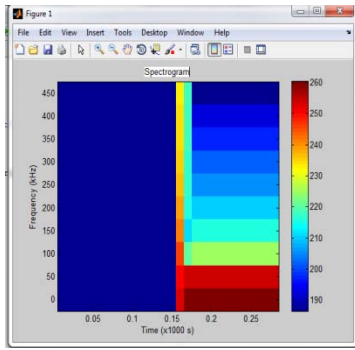 Figure 1
File Edit View Insert Tools Desktop Window Help
Spectrogram
450
400
350
300
250
200
150
100
50
0
Frequency (kHz)
0.05 0.1 0.15 0.2 0.25
Time (x1000 s)
260
240
230
220
210
200
190